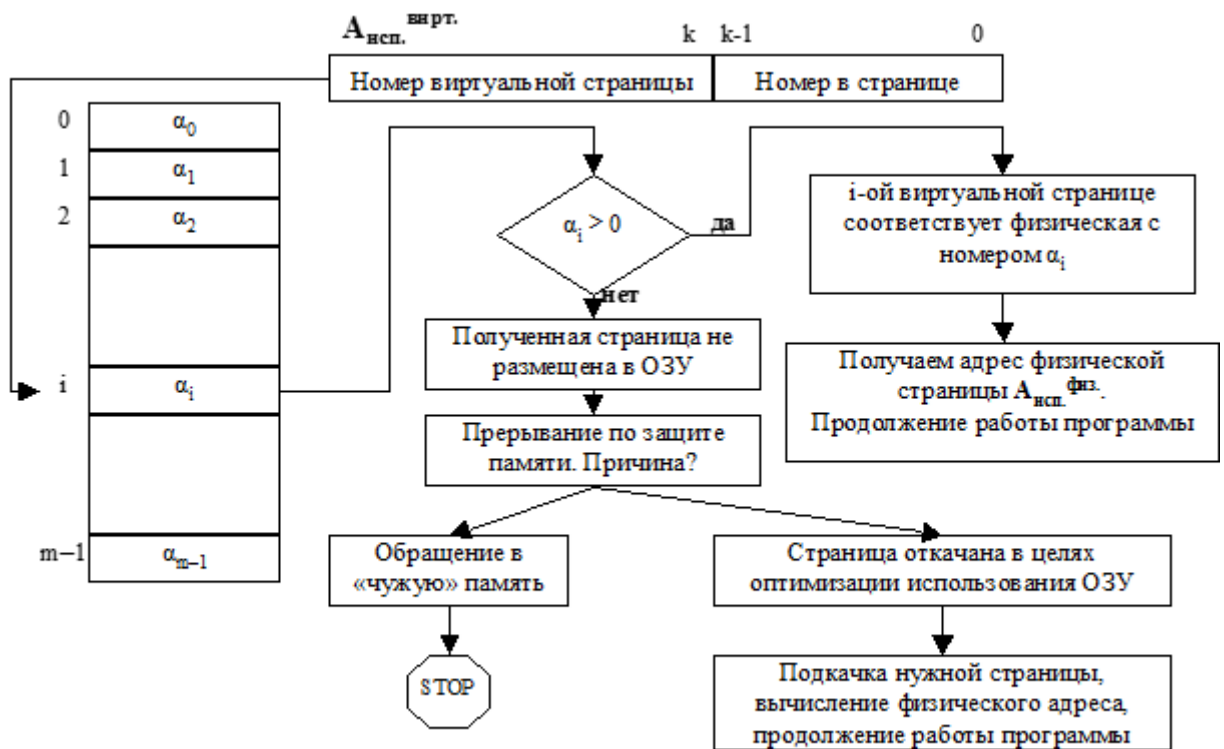 Aисп.вирт.
k k-1 0
Номер виртуальной страницы Номер в странице
0 α0
1 α1
2 α2
i αi
m–1 αm–1
αi > 0
да
нет
i-ой виртуальной странице
соответствует физическая с
номером αi
Получаем адрес физической
страницы Aисп.физ.
Продолжение работы программы
Полученная страница не
размещена в ОЗУ
Прерывание по защите
памяти. Причина?
Обращение в
«чужую» память
STOP
Страница откачана в целях
оптимизации использования ОЗУ
Подкачка нужной страницы,
вычисление физического адреса,
продолжение работы программы